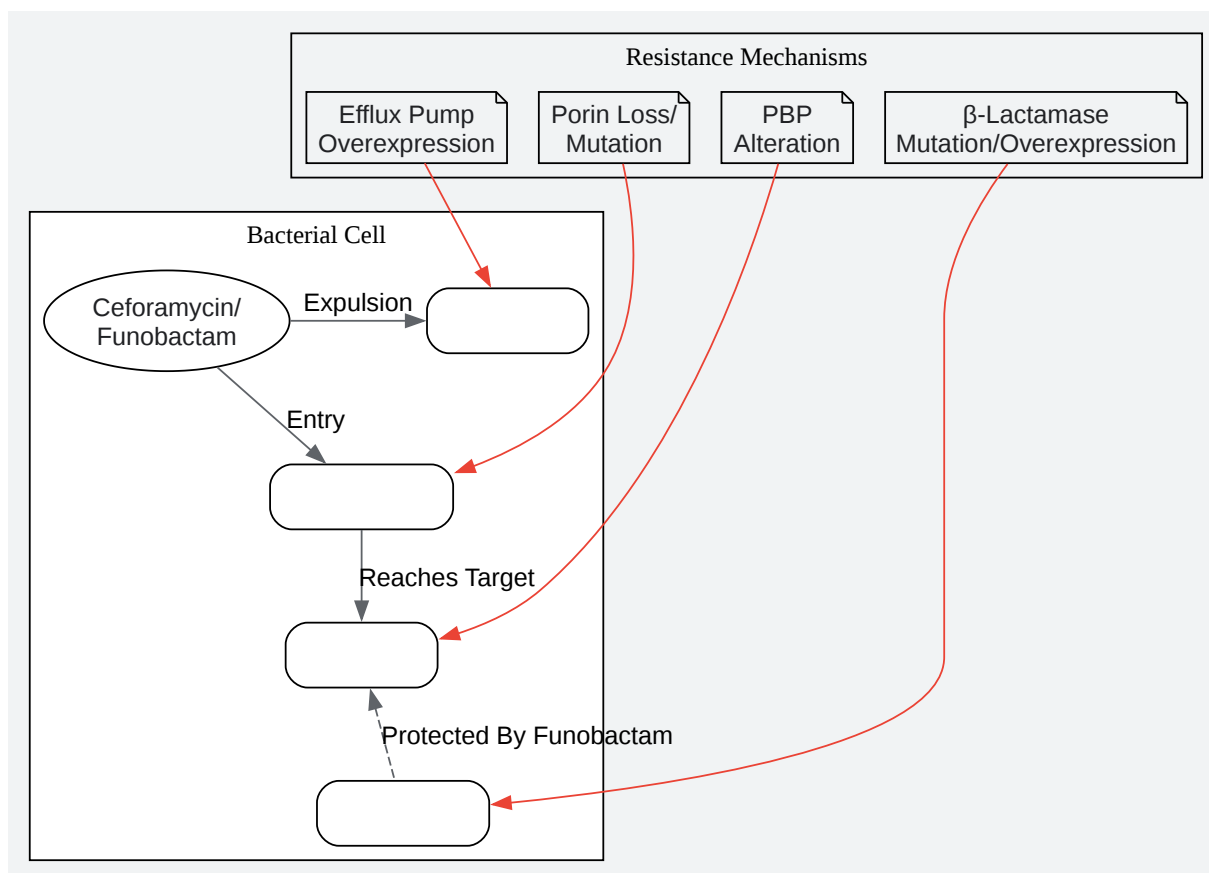 Resistance Mechanisms
Efflux Pump
Overexpression
Porin Loss/
Mutation
PBP
Alteration
β-Lactamase
Mutation/Overexpression
Bacterial Cell
Ceforamycin/
Funobactam
Expulsion
Entry
Reaches Target
Protected By Funobactam